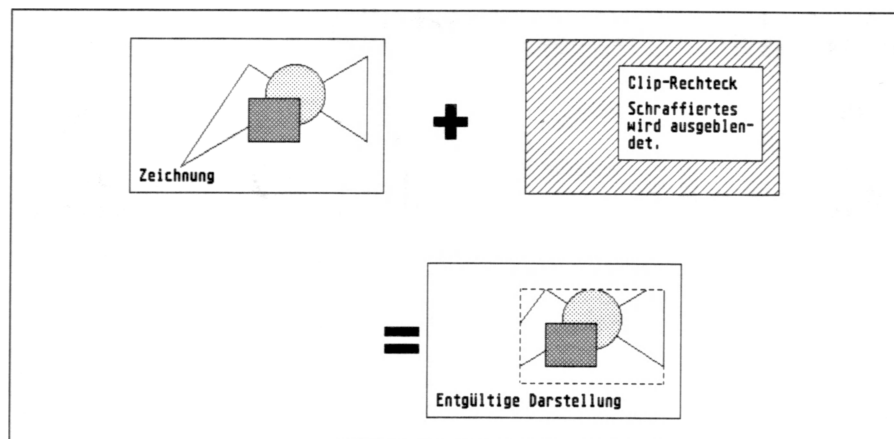 Zeichnung
Clip-Rechteck
Schraffiertes
wird ausgeblen-
det.
Entgültige Darstellung